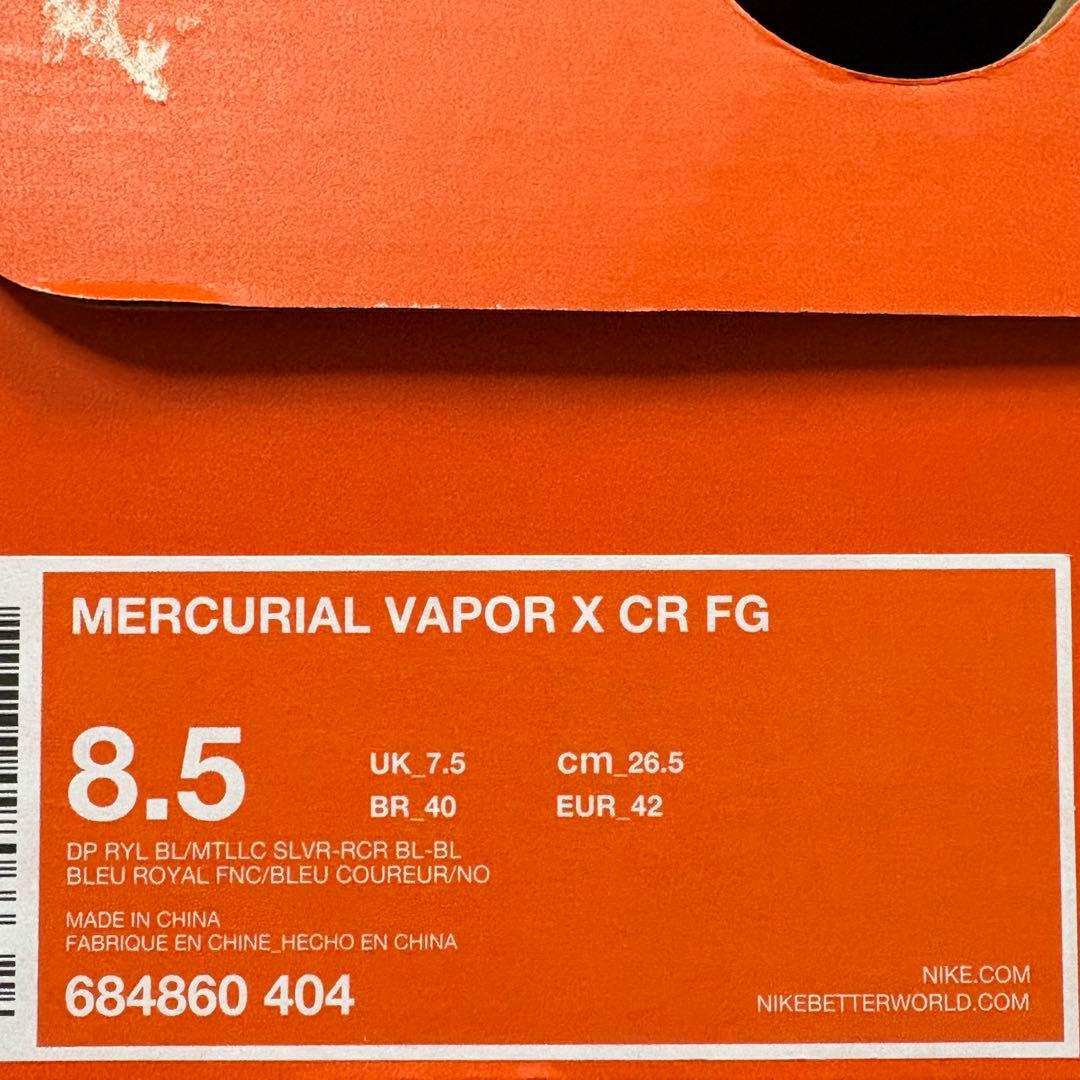 MERCURIAL VAPOR X CR FG
8.5
UK_7.5 cm_26.5
BR_40 EUR_42
DP RYL BL/MTLLC SLVR-RCR BL-BL
BLEU ROYAL FNC/BLEU COUREUR/NO
MADE IN CHINA
FABRIQUE EN CHINE_HECHO EN CHINA
684860 404
NIKE.COM
NIKEBETTERWORLD.COM